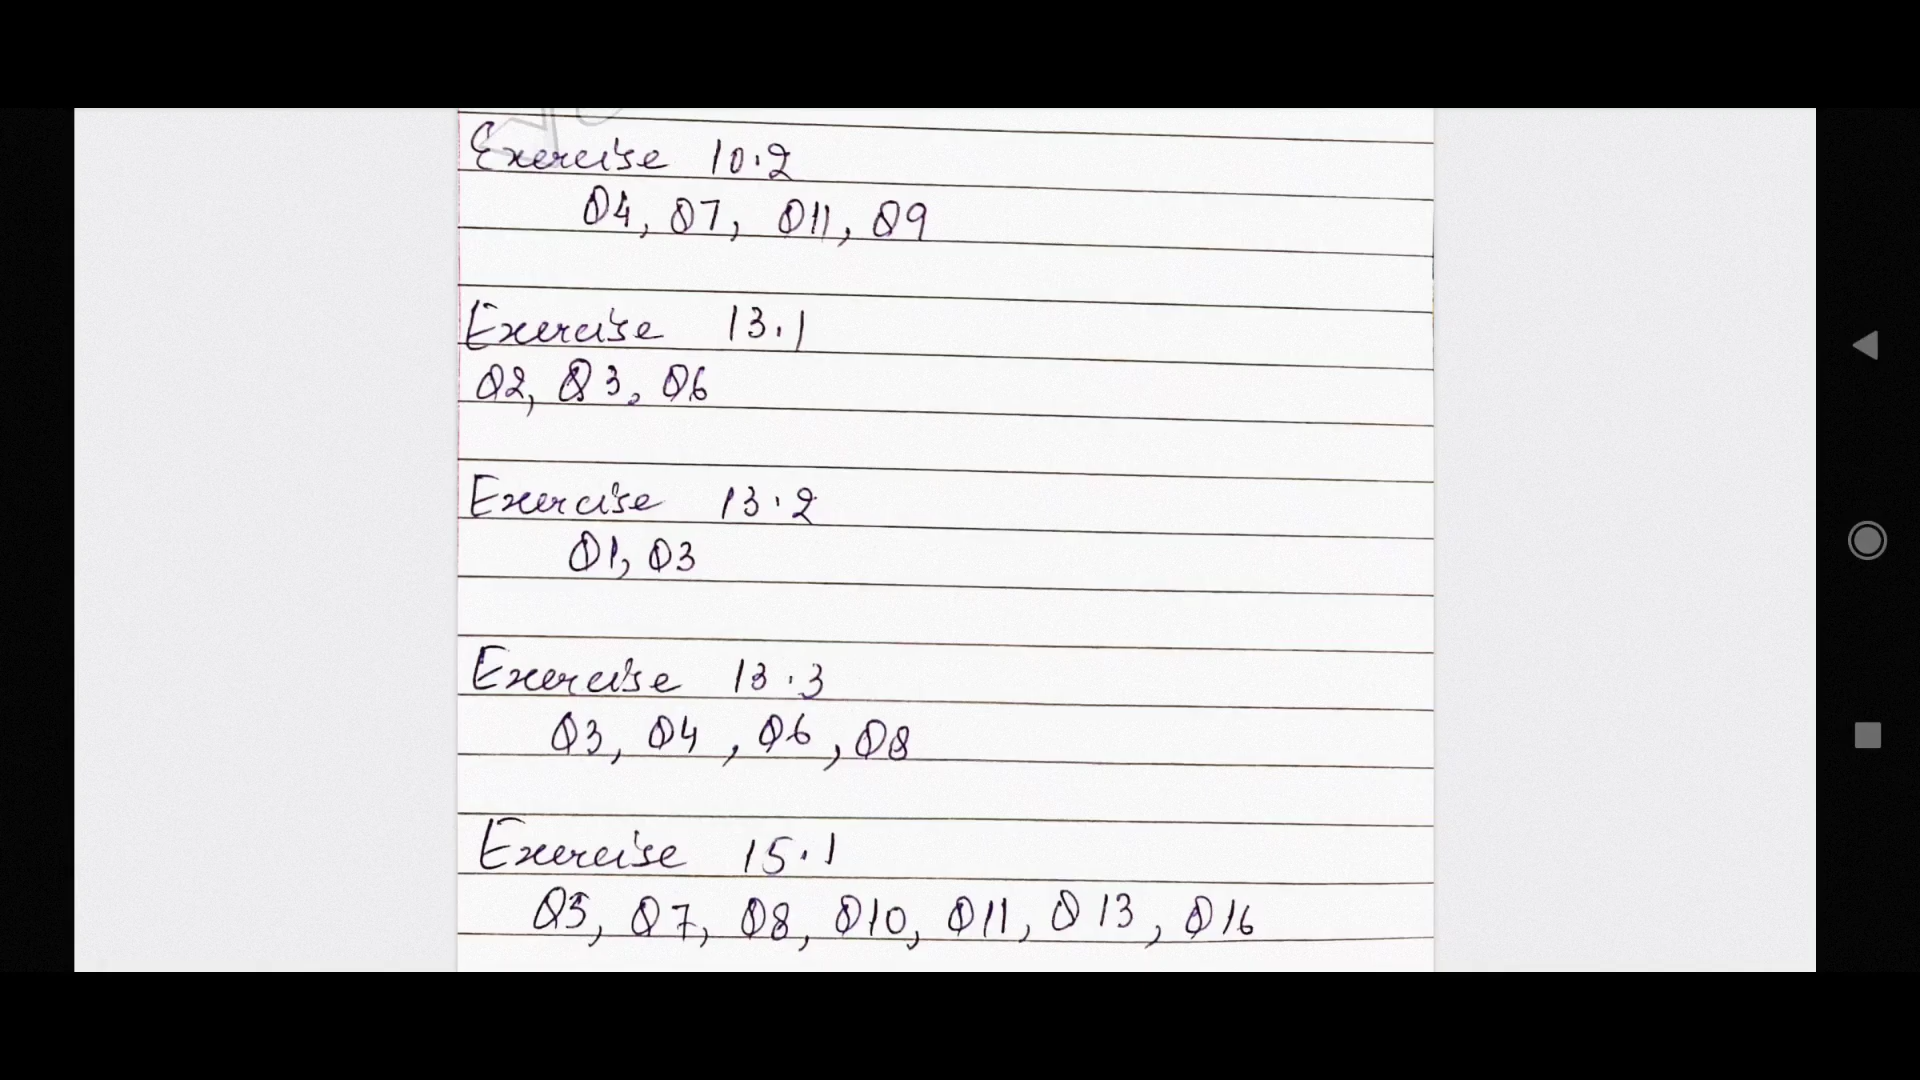 Exercise 10.2
Q4, Q7, Q11, Q9
Exercise 13.1
Q2, Q3, Q6
Exercise 13.2
Q1, Q3
Exercise 13.3
Q3, Q4, Q6, Q8
Exercise 15.1
Q5, Q7, Q8, Q10, Q11, Q13, Q16